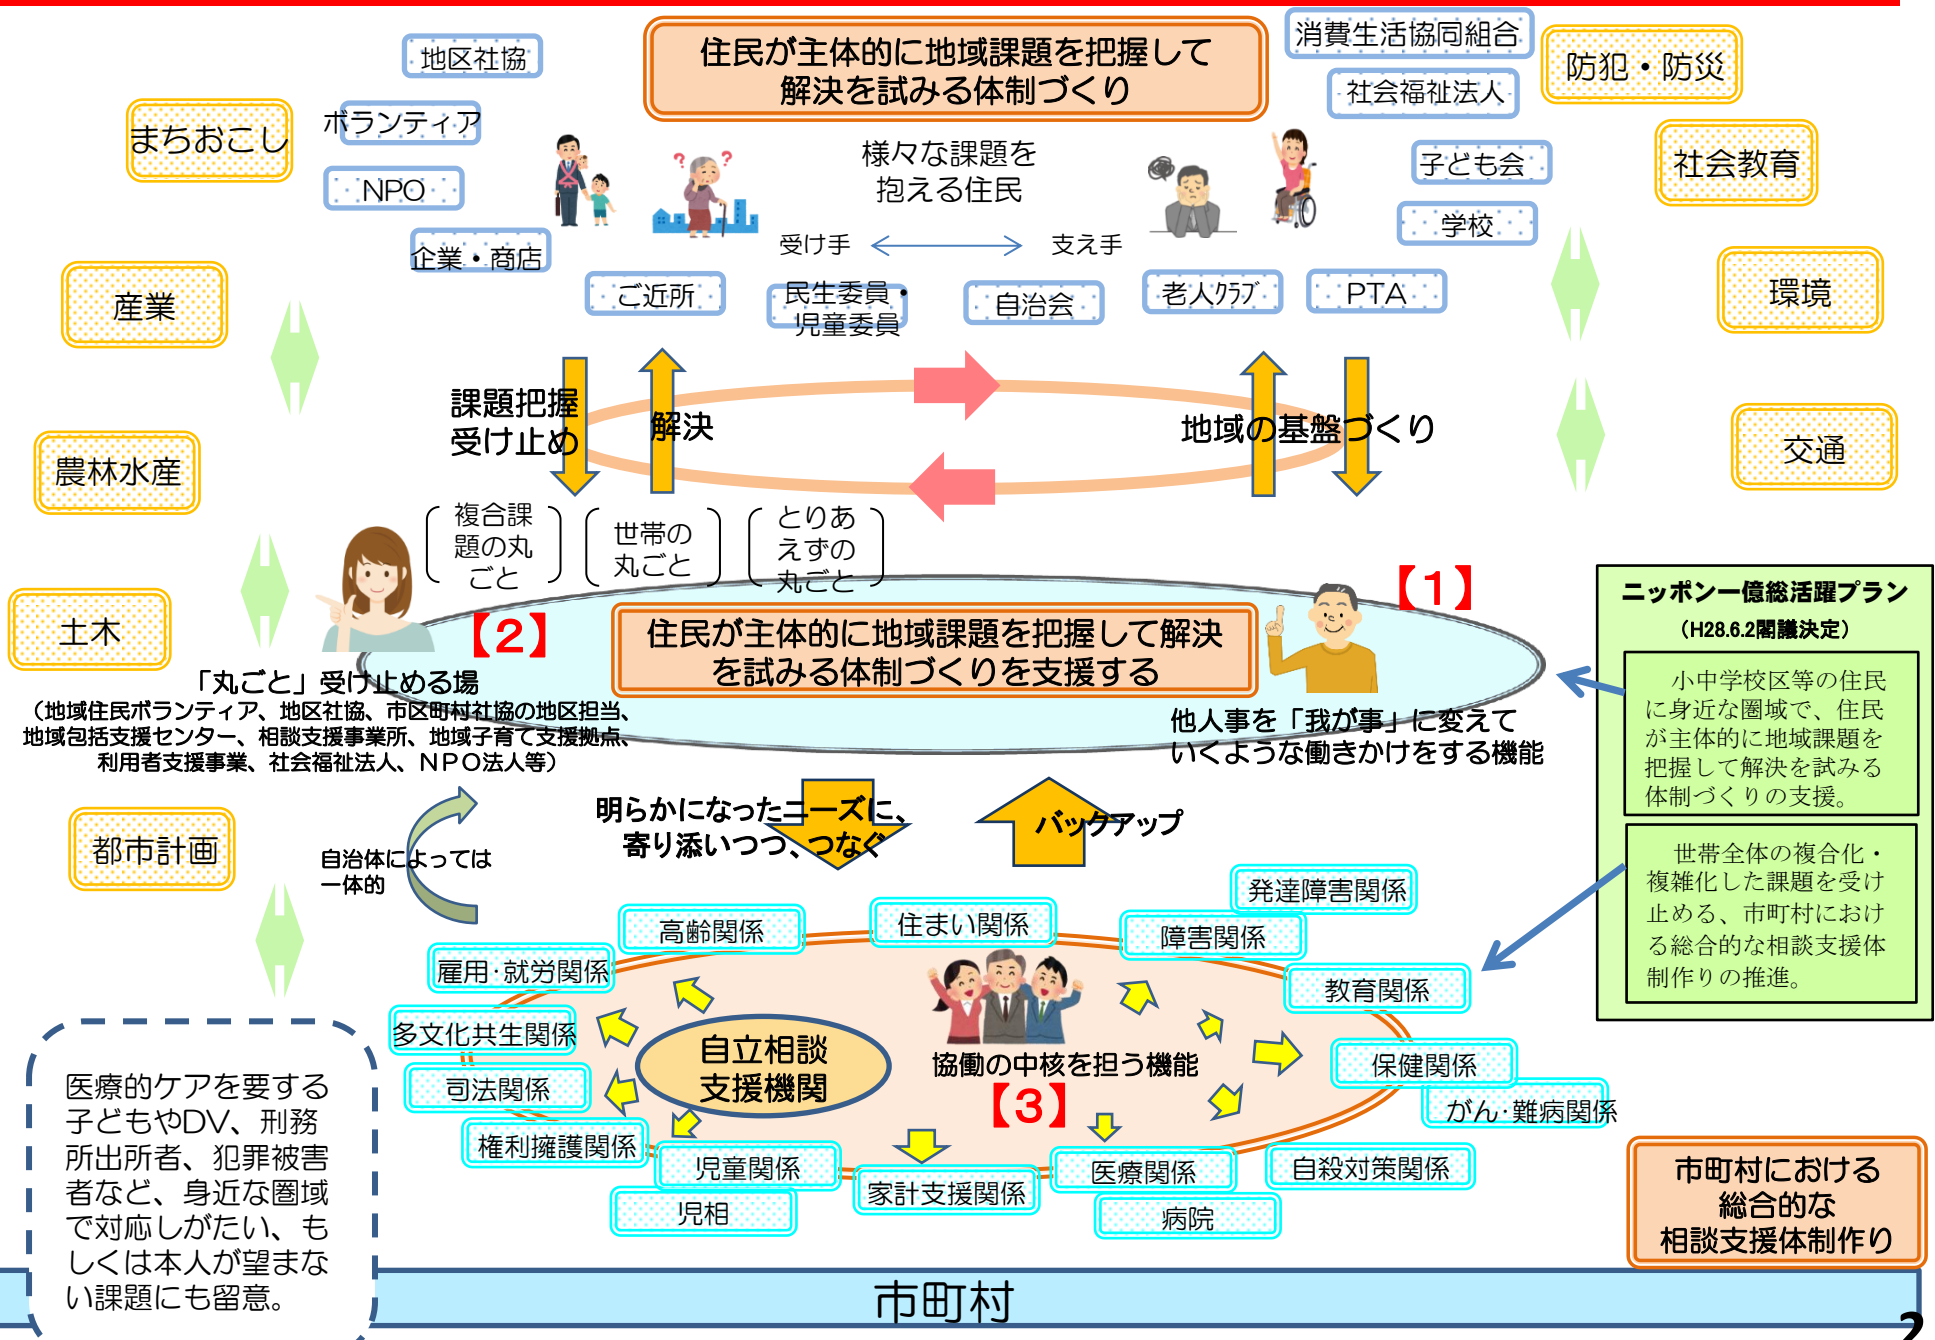 住民が主体的に地域課題を把握して
解決を試みる体制づくり
地区社協
ボランティア
まちおこし
NPO
企業・商店
産業
農林水産
土木
都市計画
消費生活協同組合
社会福祉法人
防犯・防災
子ども会
社会教育
学校
環境
交通
? ?
様々な課題を
抱える住民
受け手
支え手
ご近所
民生委員・
児童委員
自治会
老人クラブ
PTA
課題把握
受け止め
解決
地域の基盤づくり
複合課
題の丸
ごと
世帯の
丸ごと
とりあ
えずの
丸ごと
【1】
【2】
住民が主体的に地域課題を把握して解決
を試みる体制づくりを支援する
「丸ごと」受け止める場
(地域住民ボランティア、地区社協、市区町村社協の地区担当、
地域包括支援センター、相談支援事業所、地域子育て支援拠点、
利用者支援事業、社会福祉法人、NPO法人等)
他人事を「我が事」に変えて
いくような働きかけをする機能
ニッポン一億総活躍プラン
(H28.6.2閣議決定)
小中学校区等の住民
に身近な圏域で、住民
が主体的に地域課題を
把握して解決を試みる
体制づくりの支援。
世帯全体の複合化・
複雑化した課題を受け
止める、市町村におけ
る総合的な相談支援体
制作りの推進。
明らかになったニーズに、
寄り添いつつ、つなぐ
バックアップ
自治体によっては
一体的
高齢関係
住まい関係
障害関係
発達障害関係
雇用・就労関係
教育関係
多文化共生関係
司法関係
保健関係
がん・難病関係
権利擁護関係
児童関係
児相
家計支援関係
医療関係
病院
自殺対策関係
自立相談
支援機関
協働の中核を担う機能
【3】
医療的ケアを要する
子どもやDV、刑務
所出所者、犯罪被害
者など、身近な圏域
で対応しがたい、も
しくは本人が望まな
い課題にも留意。
市町村における
総合的な
相談支援体制作り
市町村
2